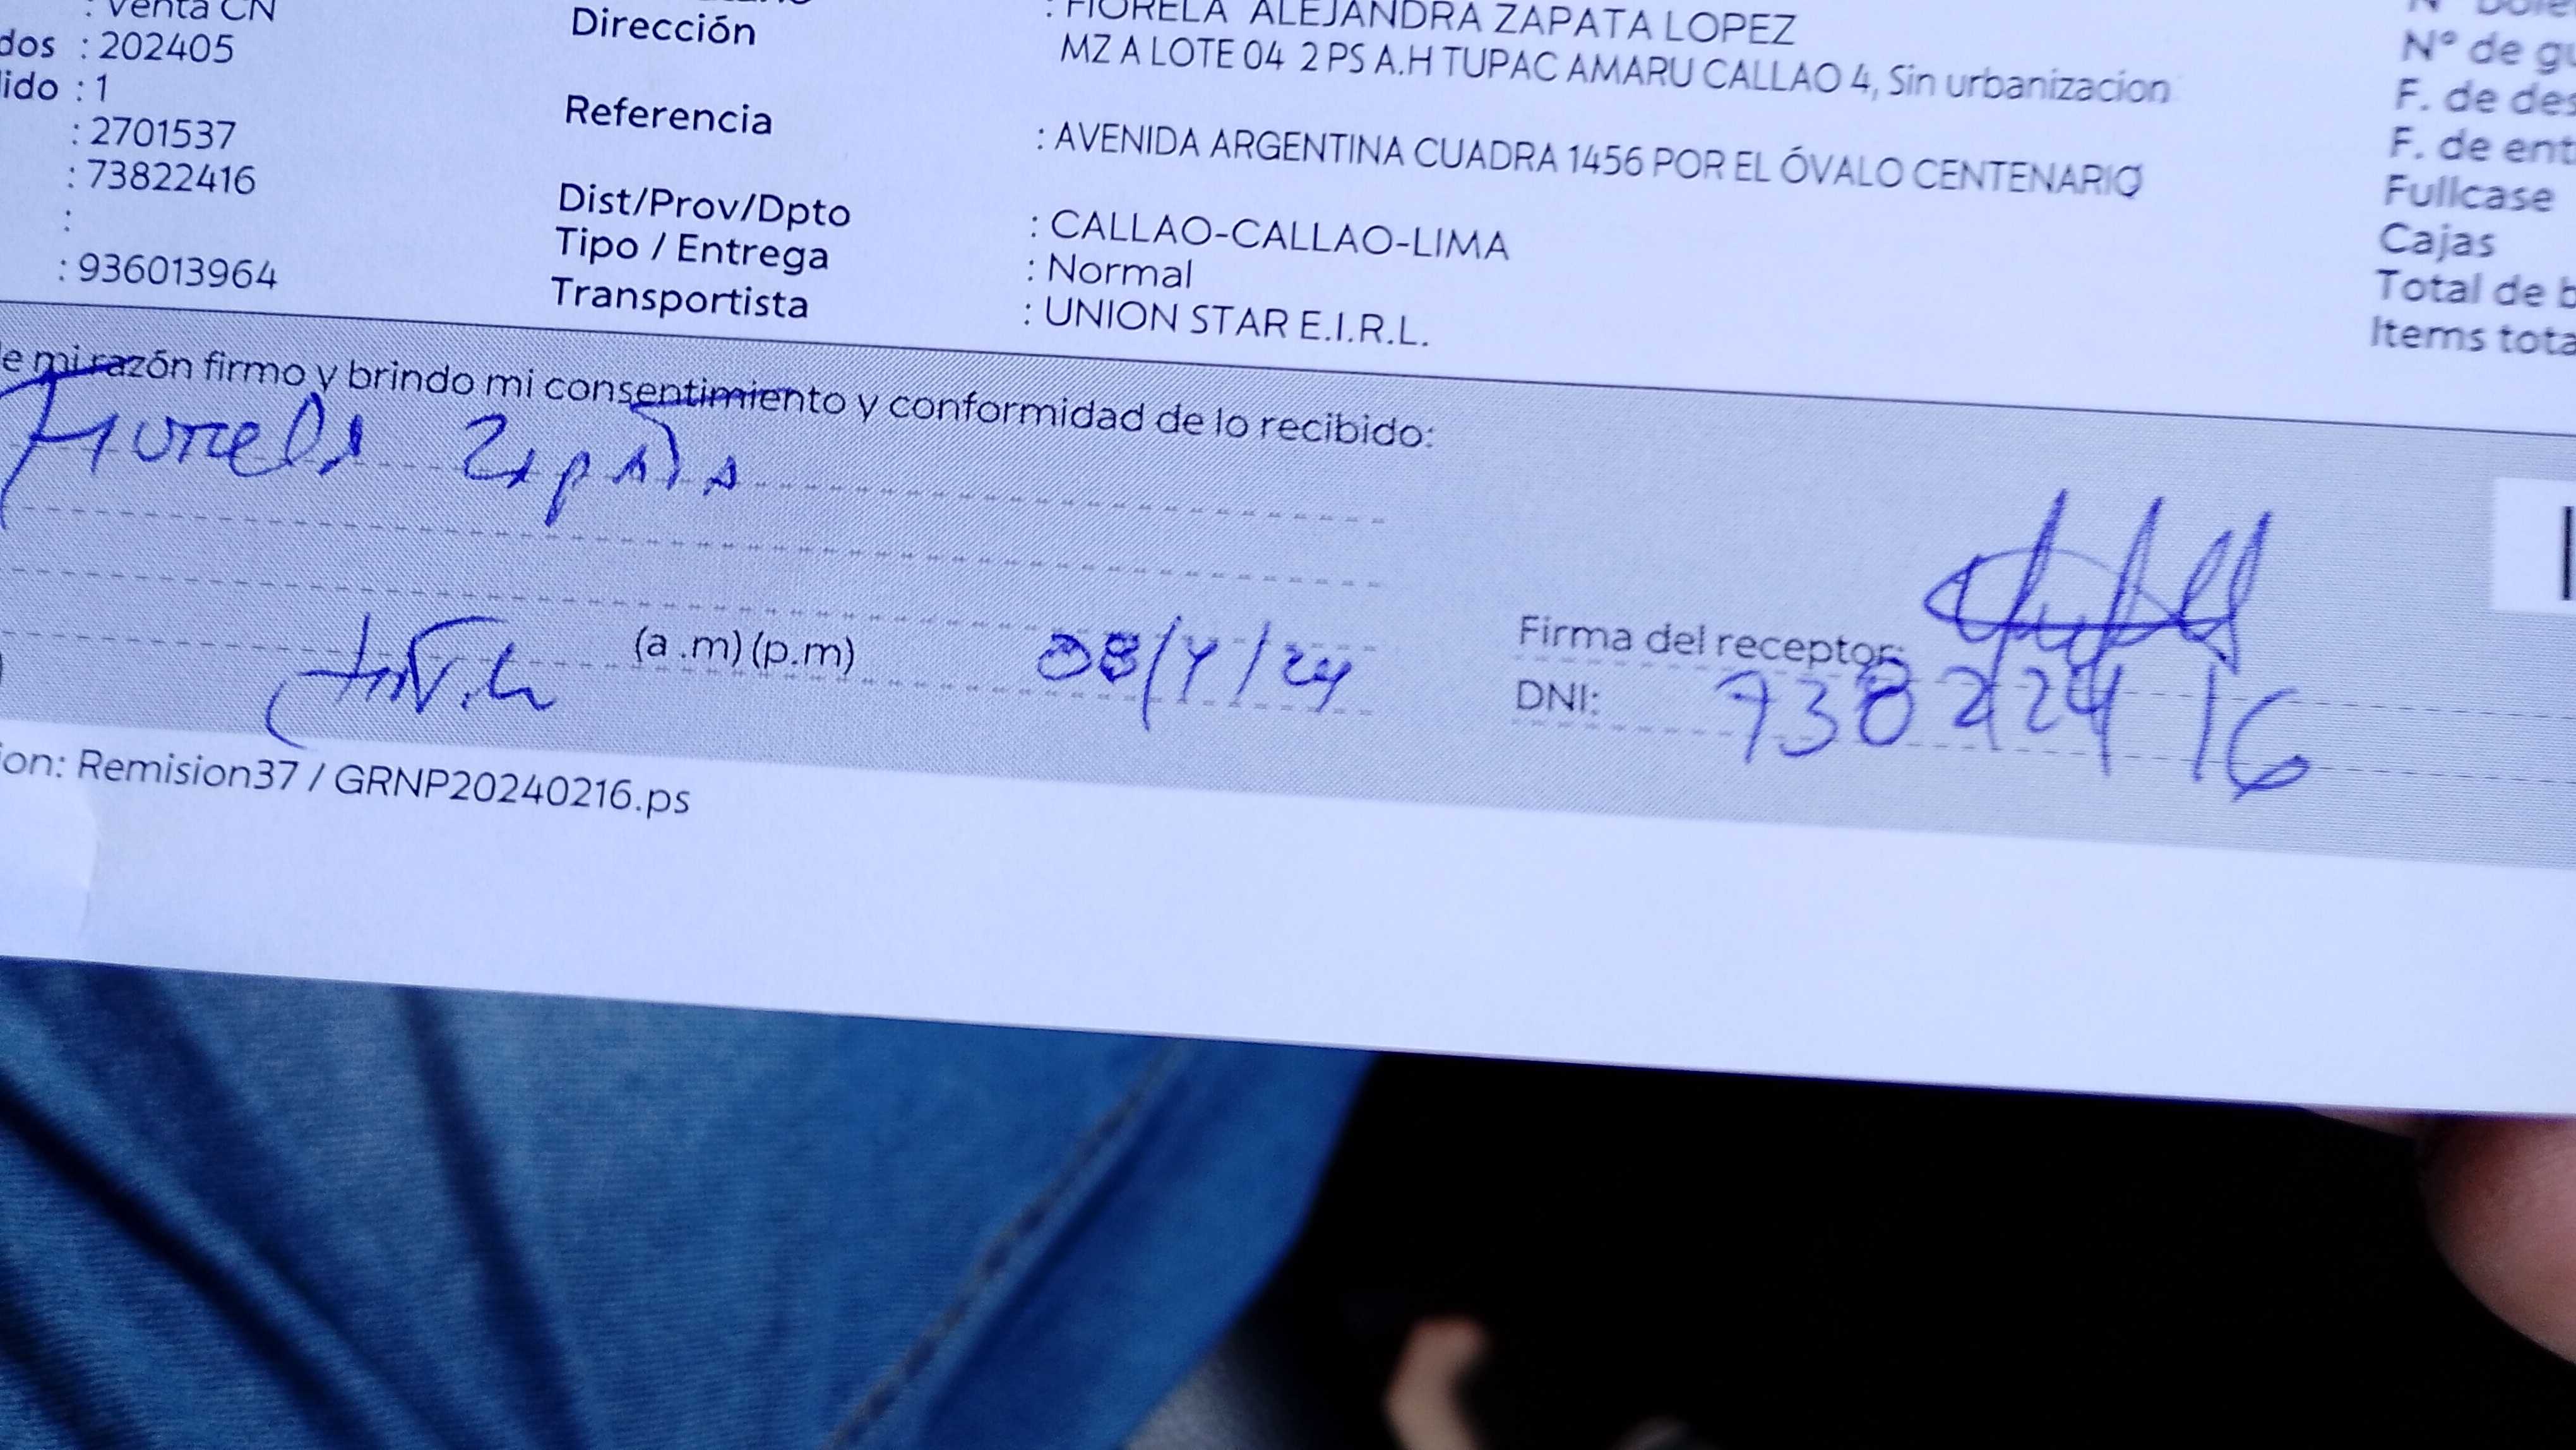 : Venta CN
dos : 202405
ido : 1
: 2701537
: 73822416
:
: 936013964
Dirección
Referencia
Dist/Prov/Dpto
Tipo / Entrega
Transportista
: FIORELA ALEJANDRA ZAPATA LOPEZ
MZ A LOTE 04 2 PS A.H TUPAC AMARU CALLAO 4, Sin urbanizacion
: AVENIDA ARGENTINA CUADRA 1456 POR EL ÓVALO CENTENARIO
: CALLAO-CALLAO-LIMA
: Normal
: UNION STAR E.I.R.L.
N° de gu
F. de des
F. de ent
Fullcase
Cajas
Total de b
Items tota
e mi razón firmo y brindo mi consentimiento y conformidad de lo recibido:
Fiorela Zapata
(a .m) (p.m) 08/4/24
Firma del receptor:
DNI: 73822416
ion: Remision37 / GRNP20240216.ps